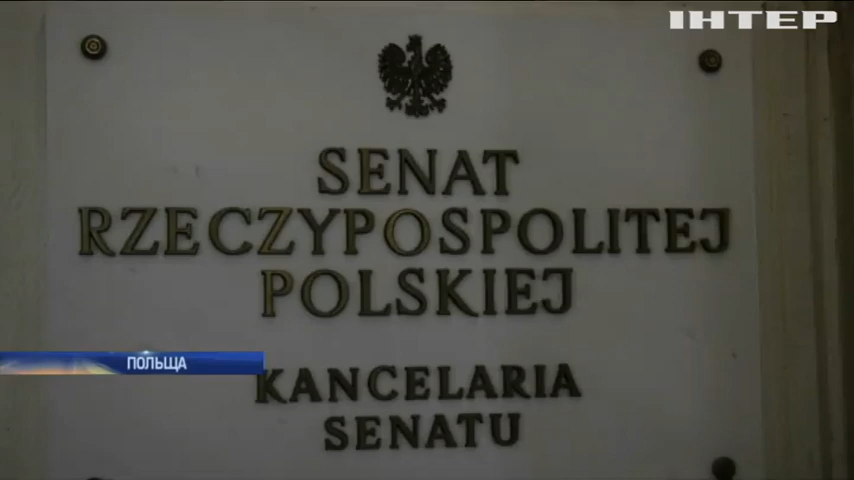 ІНТЕР
SENAT
RZECZYPOSPOLITEJ
POLSKIEJ
ПОЛЬЩА
KANCELARIA
SENATU